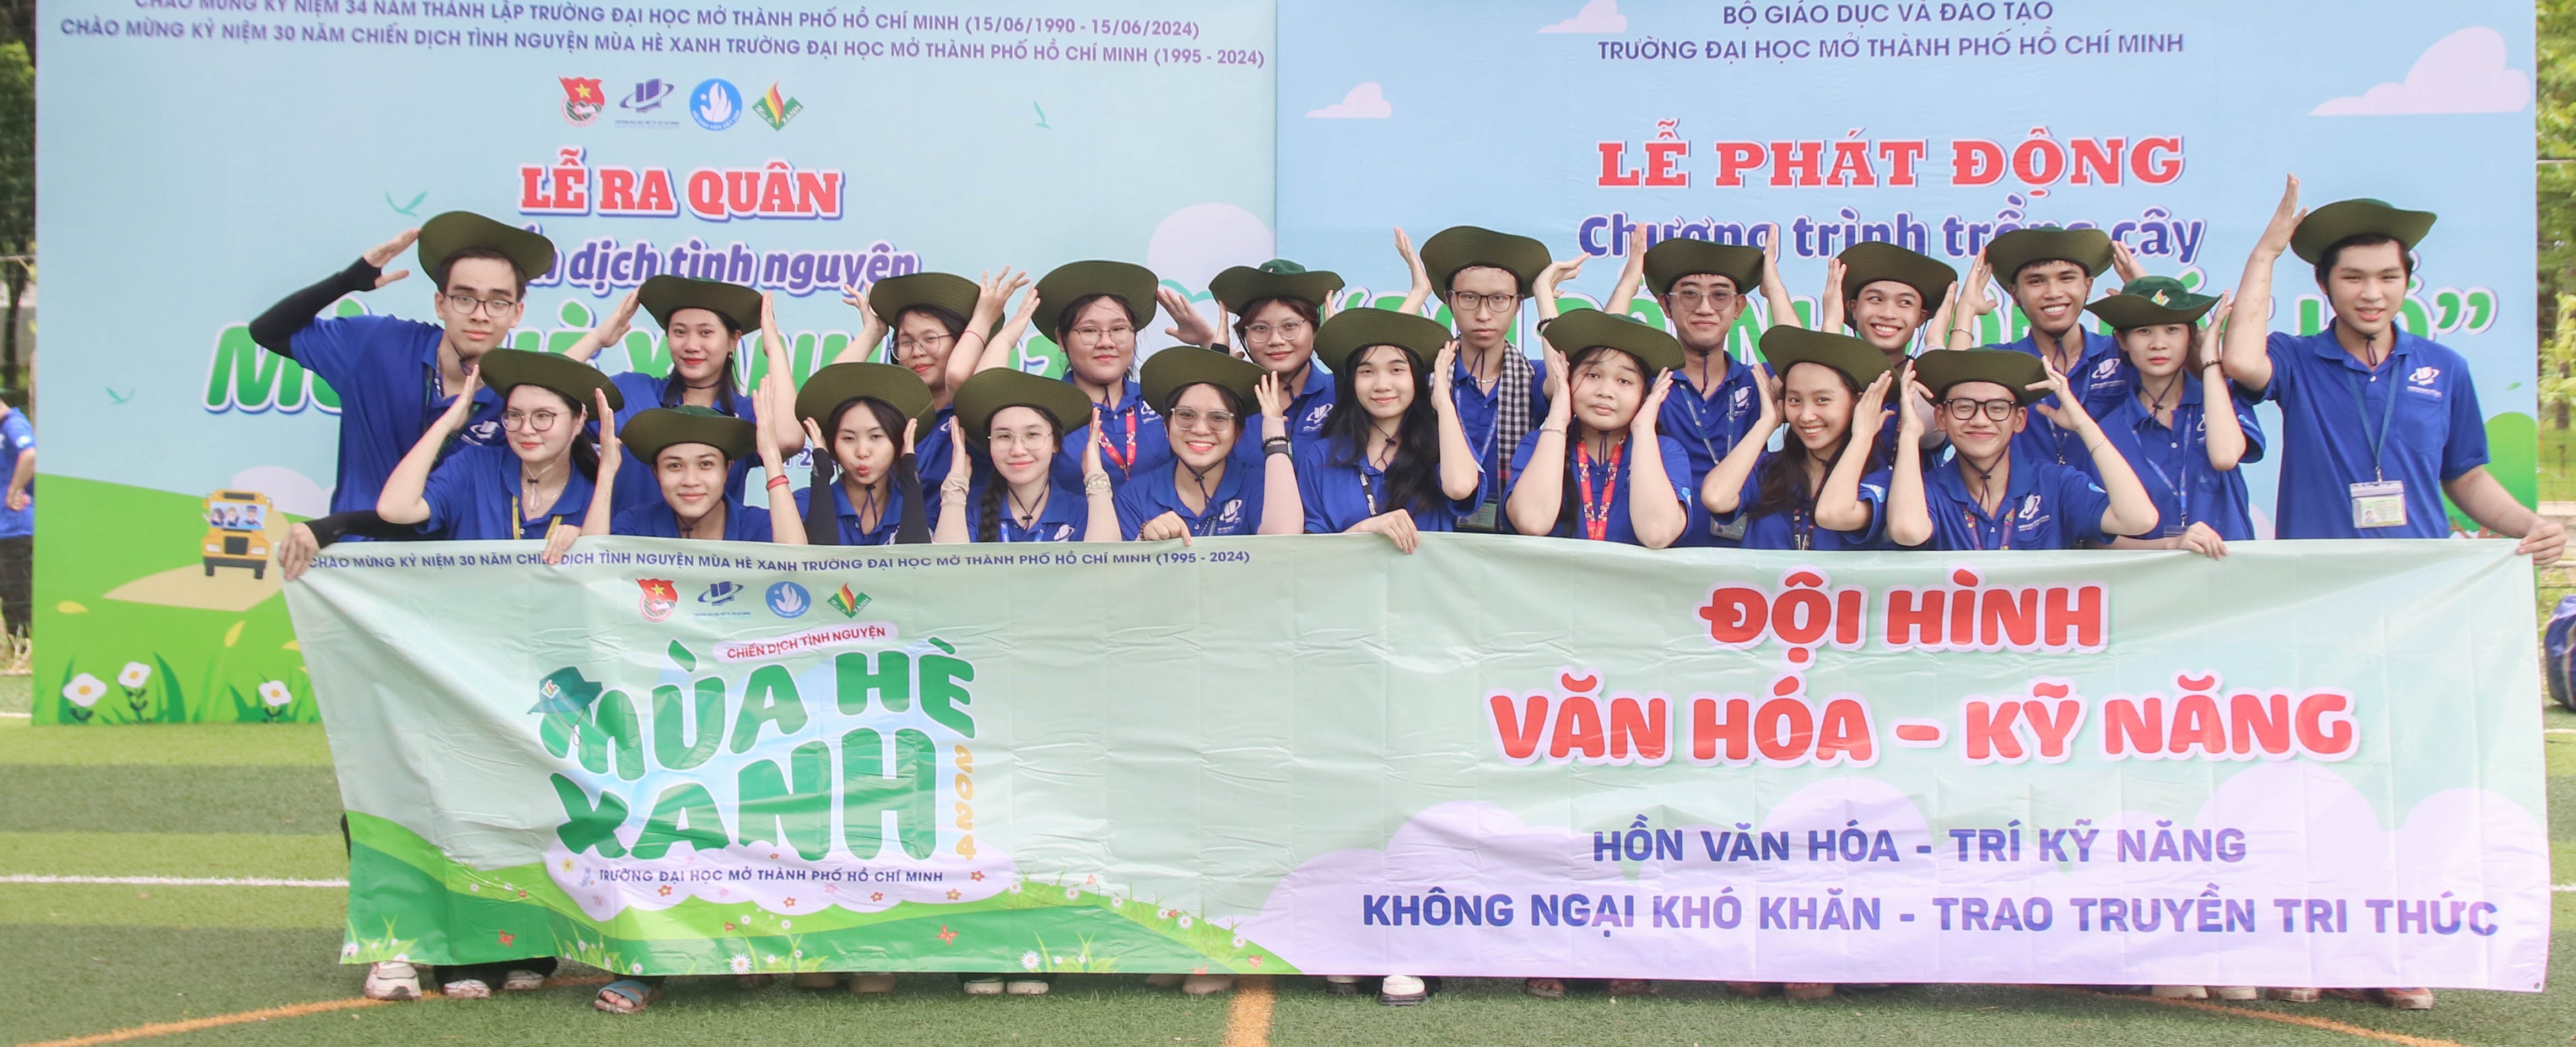 CHÀO MỪNG KỶ NIỆM 34 NĂM THÀNH LẬP TRƯỜNG ĐẠI HỌC MỞ THÀNH PHỐ HỒ CHÍ MINH (15/06/1990 - 15/06/2024)
CHÀO MỪNG KỶ NIỆM 30 NĂM CHIẾN DỊCH TÌNH NGUYỆN MÙA HÈ XANH TRƯỜNG ĐẠI HỌC MỞ THÀNH PHỐ HỒ CHÍ MINH (1995 - 2024)
LỄ RA QUÂN
dịch tình nguyện
BỘ GIÁO DỤC VÀ ĐÀO TẠO
TRƯỜNG ĐẠI HỌC MỞ THÀNH PHỐ HỒ CHÍ MINH
LỄ PHÁT ĐỘNG
Chương trình trồng cây
CHÀO MỪNG KỶ NIỆM 30 NĂM CHIẾN DỊCH TÌNH NGUYỆN MÙA HÈ XANH TRƯỜNG ĐẠI HỌC MỞ THÀNH PHỐ HỒ CHÍ MINH (1995 - 2024)
CHIẾN DỊCH TÌNH NGUYỆN
MÙA HÈ
XANH
2024
TRƯỜNG ĐẠI HỌC MỞ THÀNH PHỐ HỒ CHÍ MINH
ĐỘI HÌNH
VĂN HÓA - KỸ NĂNG
HỒN VĂN HÓA - TRÍ KỸ NĂNG
KHÔNG NGẠI KHÓ KHĂN - TRAO TRUYỀN TRI THỨC